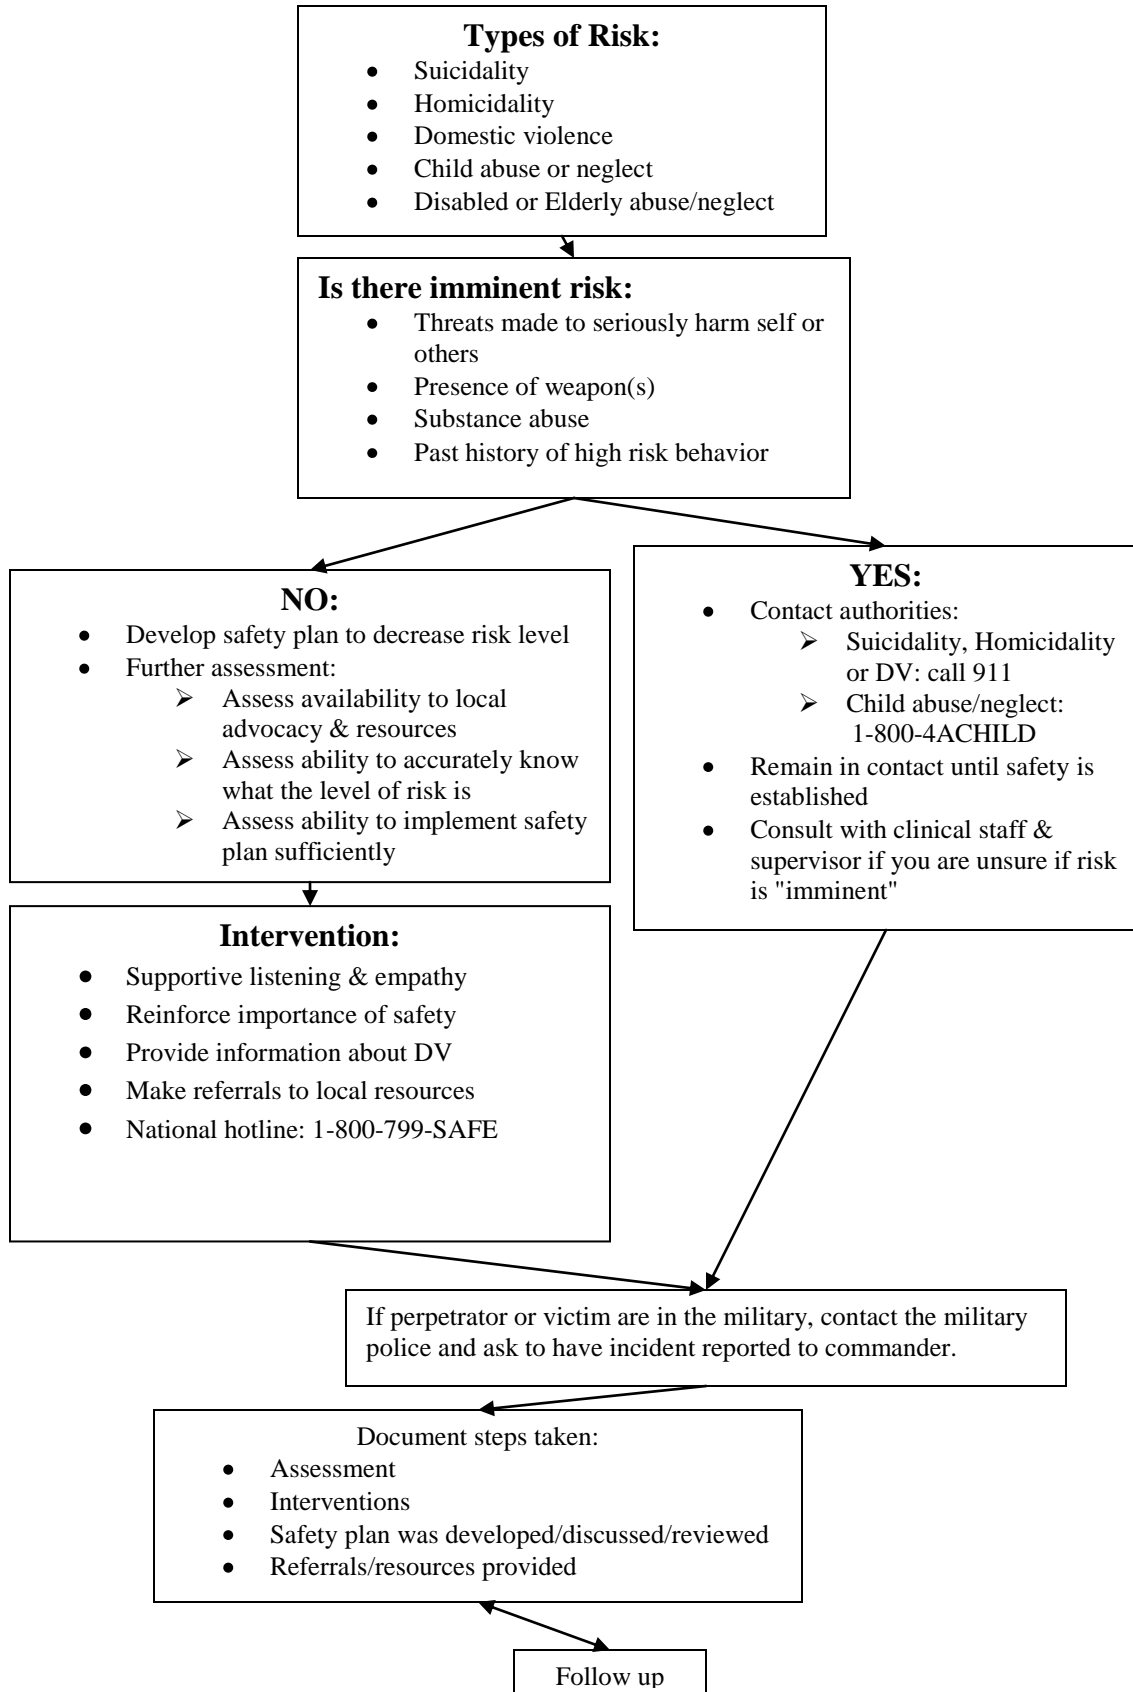 Types of Risk:
• Suicidality
• Homicidality
• Domestic violence
• Child abuse or neglect
• Disabled or Elderly abuse/neglect
Is there imminent risk:
• Threats made to seriously harm self or
others
• Presence of weapon(s)
• Substance abuse
• Past history of high risk behavior
NO:
• Develop safety plan to decrease risk level
• Further assessment:
➢ Assess availability to local
advocacy & resources
➢ Assess ability to accurately know
what the level of risk is
➢ Assess ability to implement safety
plan sufficiently
YES:
• Contact authorities:
➢ Suicidality, Homicidality
or DV: call 911
➢ Child abuse/neglect:
1-800-4ACHILD
• Remain in contact until safety is
established
• Consult with clinical staff &
supervisor if you are unsure if risk
is "imminent"
Intervention:
• Supportive listening & empathy
• Reinforce importance of safety
• Provide information about DV
• Make referrals to local resources
• National hotline: 1-800-799-SAFE
If perpetrator or victim are in the military, contact the military
police and ask to have incident reported to commander.
Document steps taken:
• Assessment
• Interventions
• Safety plan was developed/discussed/reviewed
• Referrals/resources provided
Follow up